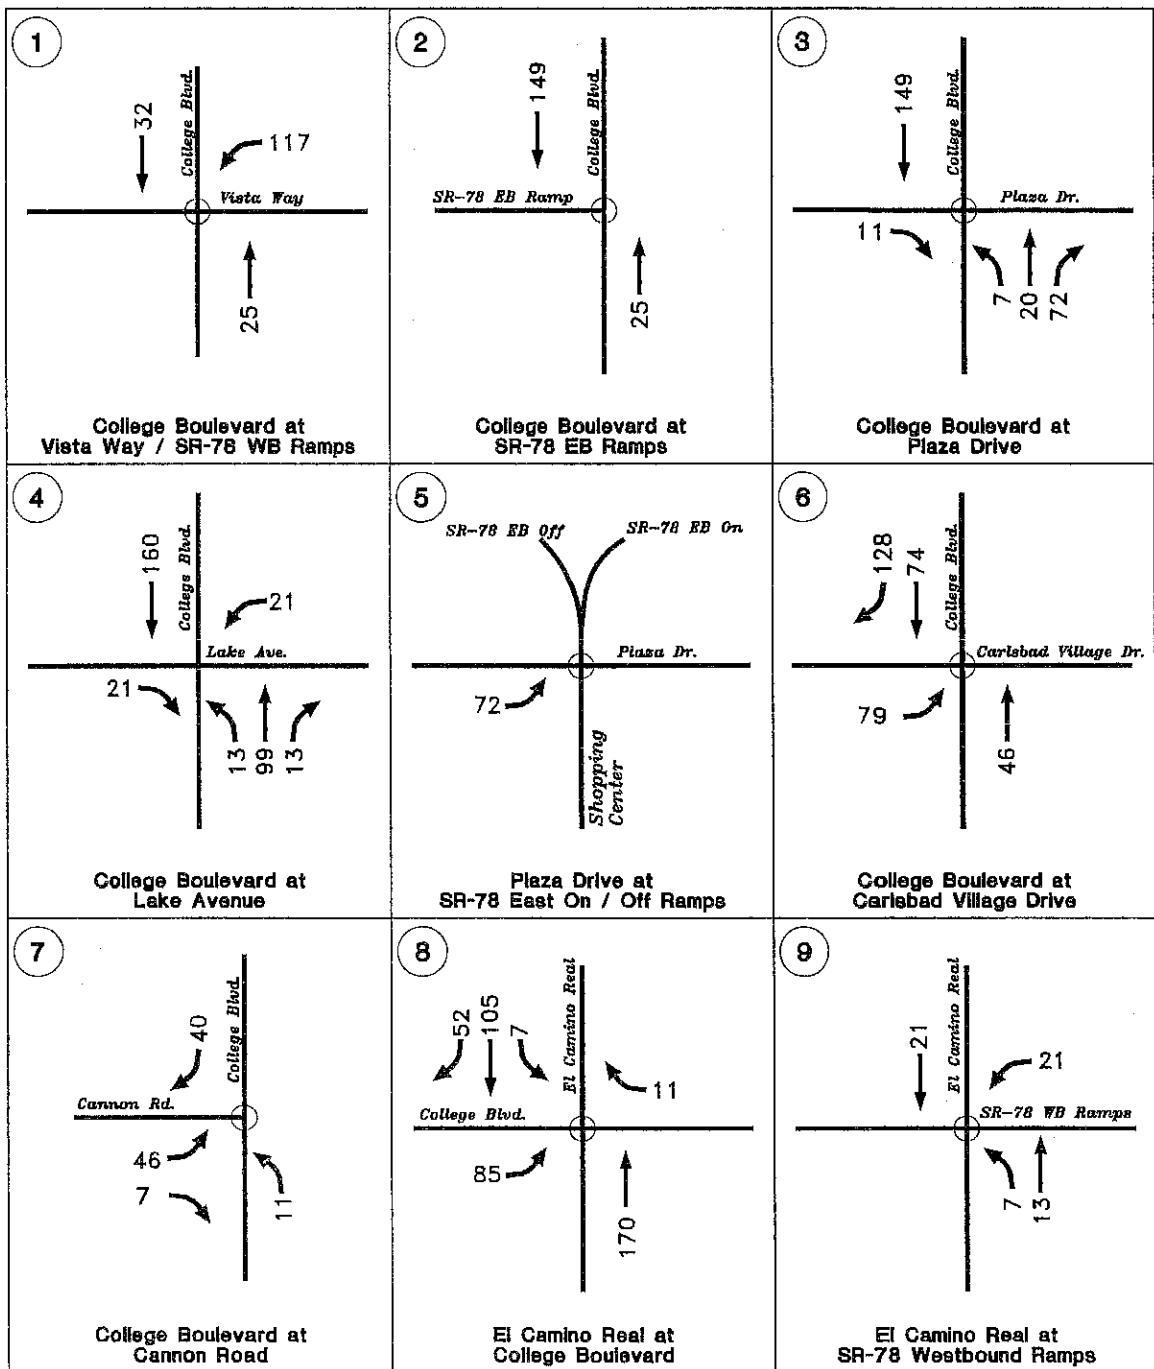 1
College Blvd.
32
117
Vista Way
25
College Boulevard at
Vista Way / SR-78 WB Ramps
2
149
College Blvd.
SR-78 EB Ramp
25
College Boulevard at
SR-78 EB Ramps
3
149
College Blvd.
Plaza Dr.
11
7
20
72
College Boulevard at
Plaza Drive
4
160
College Blvd.
21
Lake Ave.
21
13
99
13
College Boulevard at
Lake Avenue
5
SR-78 EB Off
SR-78 EB On
Plaza Dr.
72
Shopping
Center
Plaza Drive at
SR-78 East On / Off Ramps
6
128
74
College Blvd.
Carlsbad Village Dr.
79
46
College Boulevard at
Carlsbad Village Drive
7
40
College Blvd.
Cannon Rd.
46
7
11
College Boulevard at
Cannon Road
8
52
105
7
El Camino Real
11
College Blvd.
85
170
El Camino Real at
College Boulevard
9
21
El Camino Real
21
SR-78 WB Ramps
7
13
El Camino Real at
SR-78 Westbound Ramps